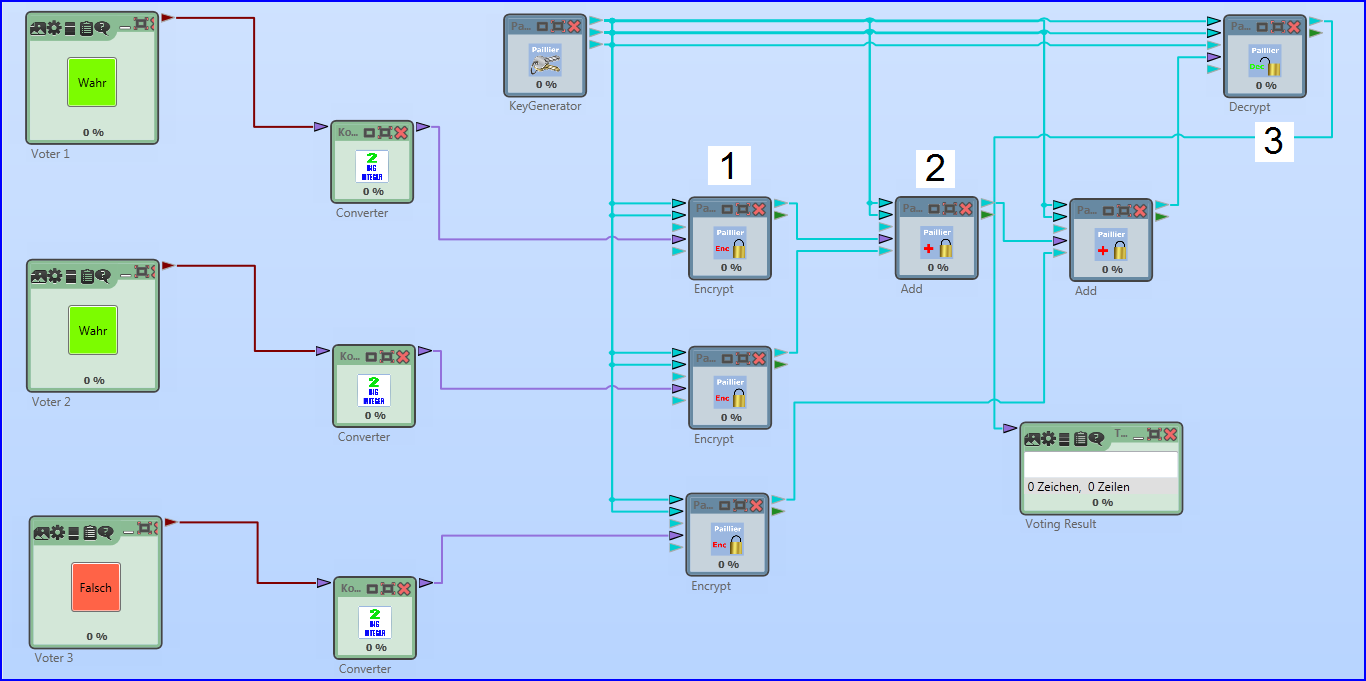 Wahr
0 %
Voter 1
Ko...
2
BIG
INTEGER
0 %
Converter
Pa...
Paillier
0 %
KeyGenerator
Pa...
Paillier
Dec
0 %
Decrypt
1
2
3
Pa...
Paillier
Enc
0 %
Encrypt
Pa...
Paillier
+
0 %
Add
Pa...
Paillier
+
0 %
Add
Wahr
0 %
Voter 2
Ko...
2
BIG
INTEGER
0 %
Converter
Pa...
Paillier
Enc
0 %
Encrypt
T...
0 Zeichen, 0 Zeilen
0 %
Voting Result
Falsch
0 %
Voter 3
Ko...
2
BIG
INTEGER
0 %
Converter
Pa...
Paillier
Enc
0 %
Encrypt